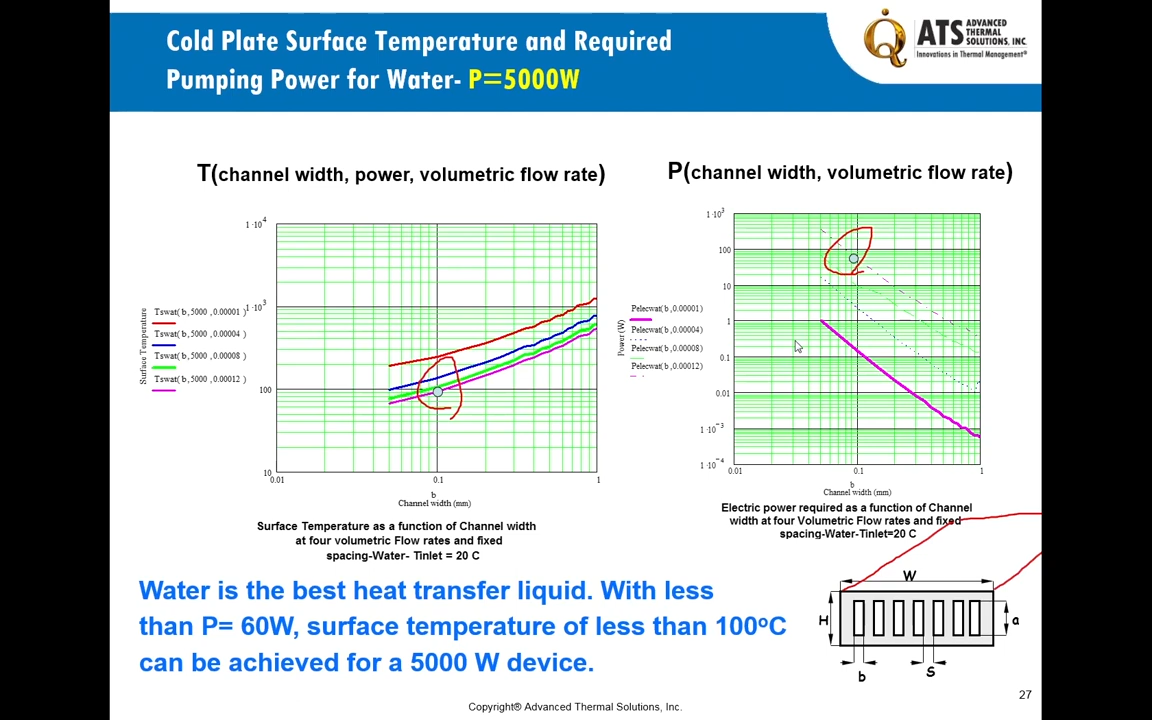 Cold Plate Surface Temperature and Required
Pumping Power for Water- P=5000W
ATS ADVANCED THERMAL SOLUTIONS, INC.
Innovations in Thermal Management®
T(channel width, power, volumetric flow rate)
P(channel width, volumetric flow rate)
Surface Temperature
Tswat( b,5000 ,0.00001 )
Tswat( b,5000 ,0.00004 )
Tswat( b,5000 ,0.00008 )
Tswat( b,5000 ,0.00012 )
1·10^4
1·10^3
100
10
0.01 0.1 1
b
Channel width (mm)
Power (W)
Pelecwat( b,0.00001)
Pelecwat( b,0.00004)
Pelecwat( b,0.00008)
Pelecwat( b,0.00012)
1·10^3
100
10
1
0.1
0.01
1·10^-3
1·10^-4
0.01 0.1 1
b
Channel width (mm)
Surface Temperature as a function of Channel width
at four volumetric Flow rates and fixed
spacing-Water- Tinlet = 20 C
Electric power required as a function of Channel
width at four Volumetric Flow rates and fixed
spacing-Water-Tinlet=20 C
Water is the best heat transfer liquid. With less
than P= 60W, surface temperature of less than 100oC
can be achieved for a 5000 W device.
W
H
a
b
S
27
Copyright® Advanced Thermal Solutions, Inc.